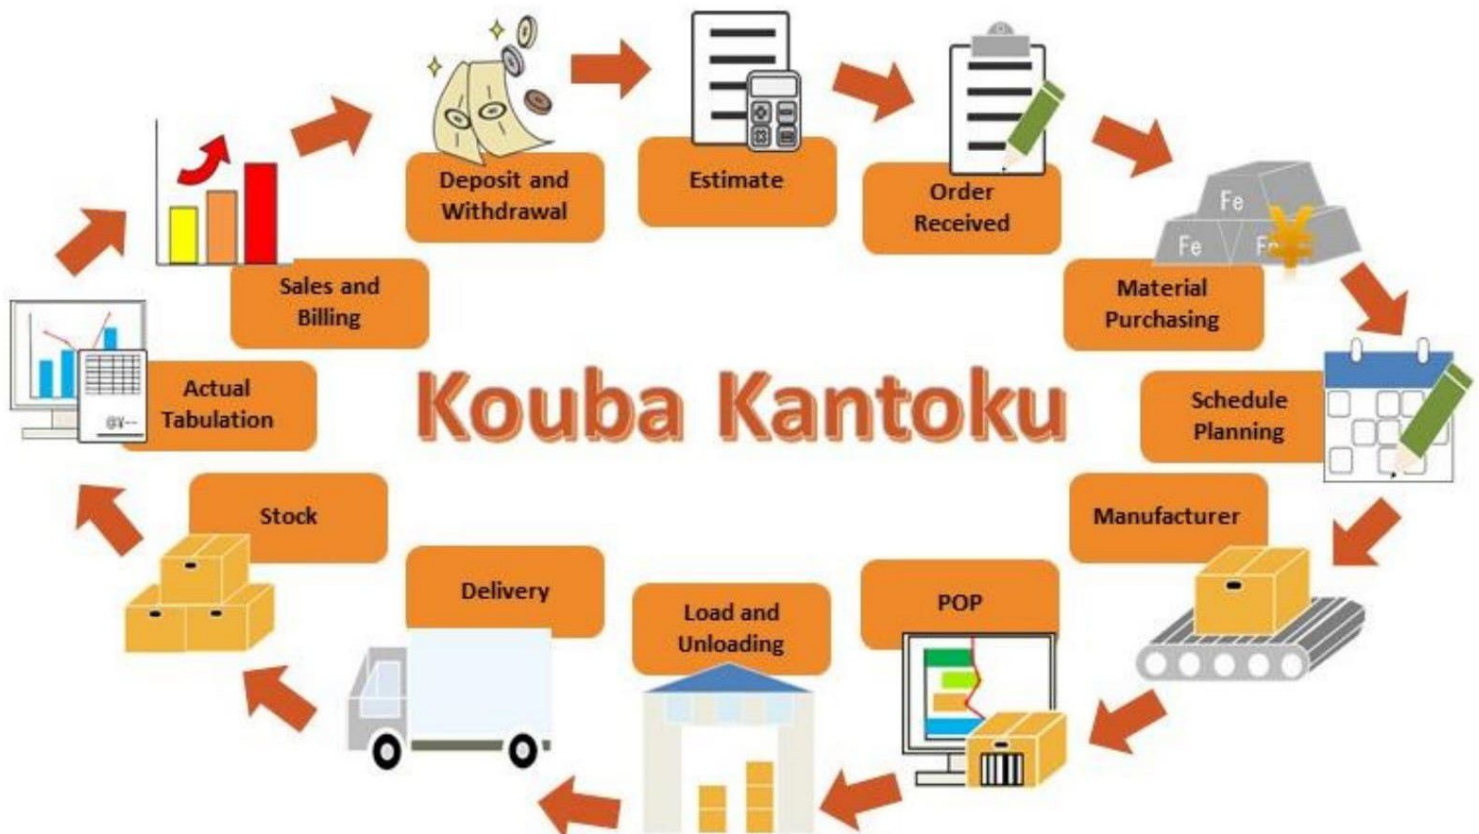 Deposit and
Withdrawal
Estimate
Order
Received
Fe
Fe
Fe
¥
Material
Purchasing
Sales and
Billing
Actual
Tabulation
@¥--
Kouba Kantoku
Schedule
Planning
Stock
Manufacturer
Delivery
Load and
Unloading
POP